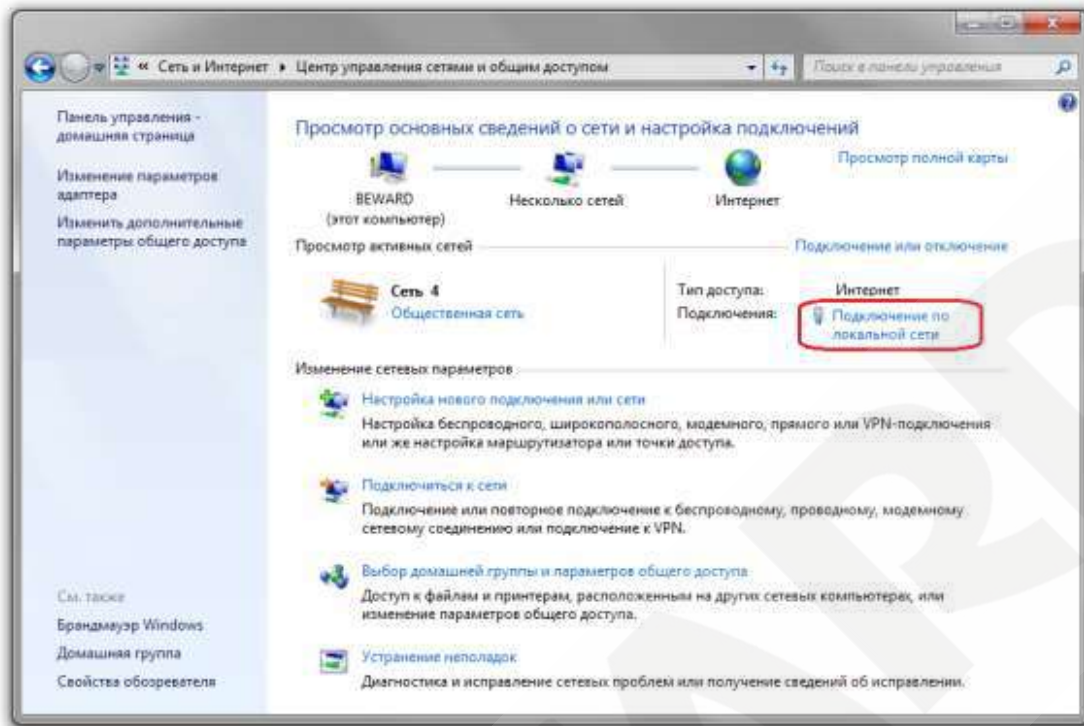 « Сеть и Интернет ▸ Центр управления сетями и общим доступом
Поиск в панели управления
Панель управления -
домашняя страница
Изменение параметров
адаптера
Изменить дополнительные
параметры общего доступа
См. также
Брандмауэр Windows
Домашняя группа
Свойства обозревателя
Просмотр основных сведений о сети и настройка подключений
Просмотр полной карты
BEWARD
(этот компьютер)
Несколько сетей
Интернет
Просмотр активных сетей
Подключение или отключение
Сеть 4
Общественная сеть
Тип доступа: Интернет
Подключения: Подключение по
локальной сети
Изменение сетевых параметров
Настройка нового подключения или сети
Настройка беспроводного, широкополосного, модемного, прямого или VPN-подключения
или же настройка маршрутизатора или точки доступа.
Подключиться к сети
Подключение или повторное подключение к беспроводному, проводному, модемному
сетевому соединению или подключение к VPN.
Выбор домашней группы и параметров общего доступа
Доступ к файлам и принтерам, расположенным на других сетевых компьютерах, или
изменение параметров общего доступа.
Устранение неполадок
Диагностика и исправление сетевых проблем или получение сведений об исправлении.